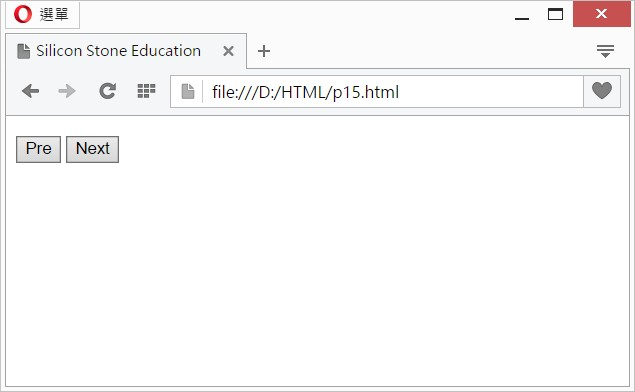 選單
Silicon Stone Education
file:///D:/HTML/p15.html
Pre Next